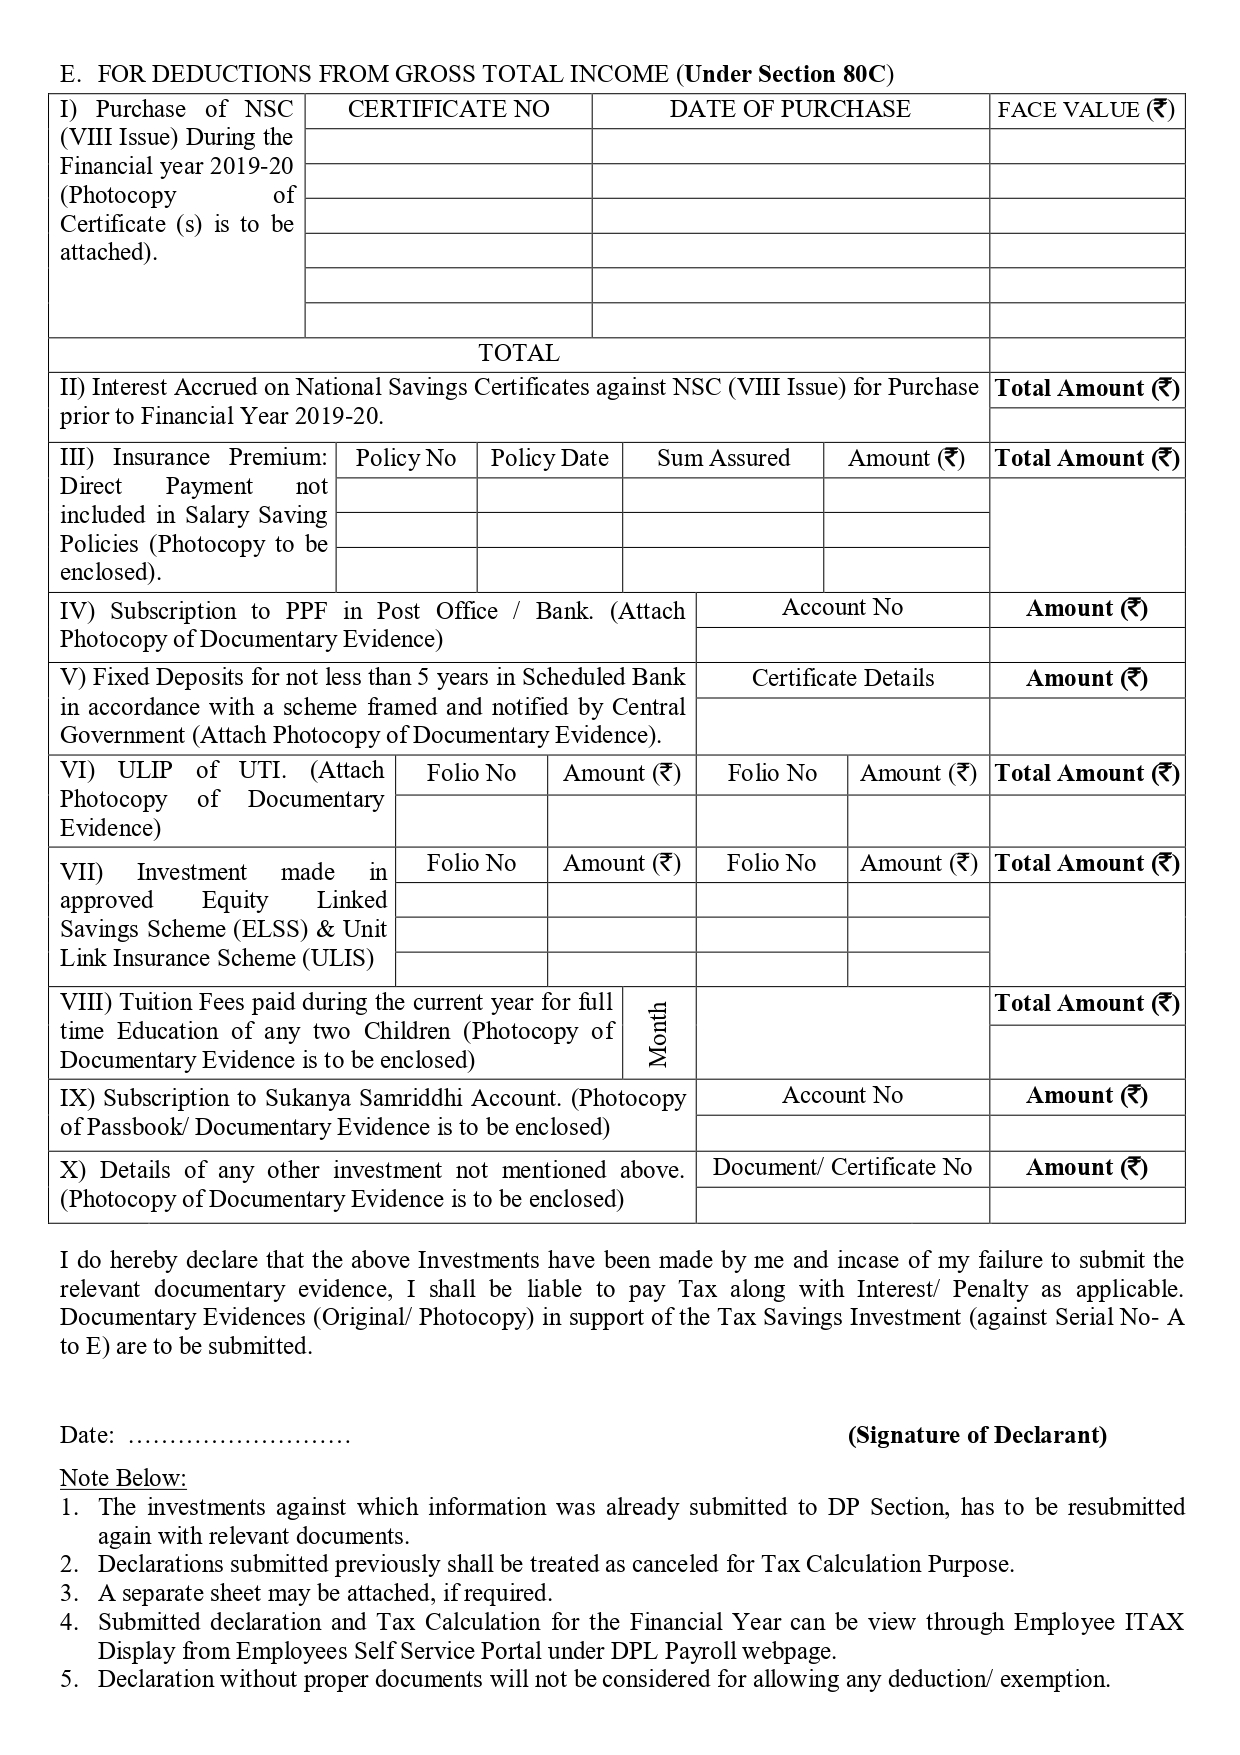 E. FOR DEDUCTIONS FROM GROSS TOTAL INCOME (Under Section 80C)
I) Purchase of NSC
(VIII Issue) During the
Financial year 2019-20
(Photocopy of
Certificate (s) is to be
attached).
CERTIFICATE NO
DATE OF PURCHASE
FACE VALUE (₹)
TOTAL
II) Interest Accrued on National Savings Certificates against NSC (VIII Issue) for Purchase
prior to Financial Year 2019-20.
Total Amount (₹)
III) Insurance Premium:
Direct Payment not
included in Salary Saving
Policies (Photocopy to be
enclosed).
Policy No
Policy Date
Sum Assured
Amount (₹)
Total Amount (₹)
IV) Subscription to PPF in Post Office / Bank. (Attach
Photocopy of Documentary Evidence)
Account No
Amount (₹)
V) Fixed Deposits for not less than 5 years in Scheduled Bank
in accordance with a scheme framed and notified by Central
Government (Attach Photocopy of Documentary Evidence).
Certificate Details
Amount (₹)
VI) ULIP of UTI. (Attach
Photocopy of Documentary
Evidence)
Folio No
Amount (₹)
Folio No
Amount (₹)
Total Amount (₹)
VII) Investment made in
approved Equity Linked
Savings Scheme (ELSS) & Unit
Link Insurance Scheme (ULIS)
Folio No
Amount (₹)
Folio No
Amount (₹)
Total Amount (₹)
VIII) Tuition Fees paid during the current year for full
time Education of any two Children (Photocopy of
Documentary Evidence is to be enclosed)
Month
Total Amount (₹)
IX) Subscription to Sukanya Samriddhi Account. (Photocopy
of Passbook/ Documentary Evidence is to be enclosed)
Account No
Amount (₹)
X) Details of any other investment not mentioned above.
(Photocopy of Documentary Evidence is to be enclosed)
Document/ Certificate No
Amount (₹)
I do hereby declare that the above Investments have been made by me and incase of my failure to submit the
relevant documentary evidence, I shall be liable to pay Tax along with Interest/ Penalty as applicable.
Documentary Evidences (Original/ Photocopy) in support of the Tax Savings Investment (against Serial No- A
to E) are to be submitted.
Date: ………………………
(Signature of Declarant)
Note Below:
1. The investments against which information was already submitted to DP Section, has to be resubmitted
again with relevant documents.
2. Declarations submitted previously shall be treated as canceled for Tax Calculation Purpose.
3. A separate sheet may be attached, if required.
4. Submitted declaration and Tax Calculation for the Financial Year can be view through Employee ITAX
Display from Employees Self Service Portal under DPL Payroll webpage.
5. Declaration without proper documents will not be considered for allowing any deduction/ exemption.